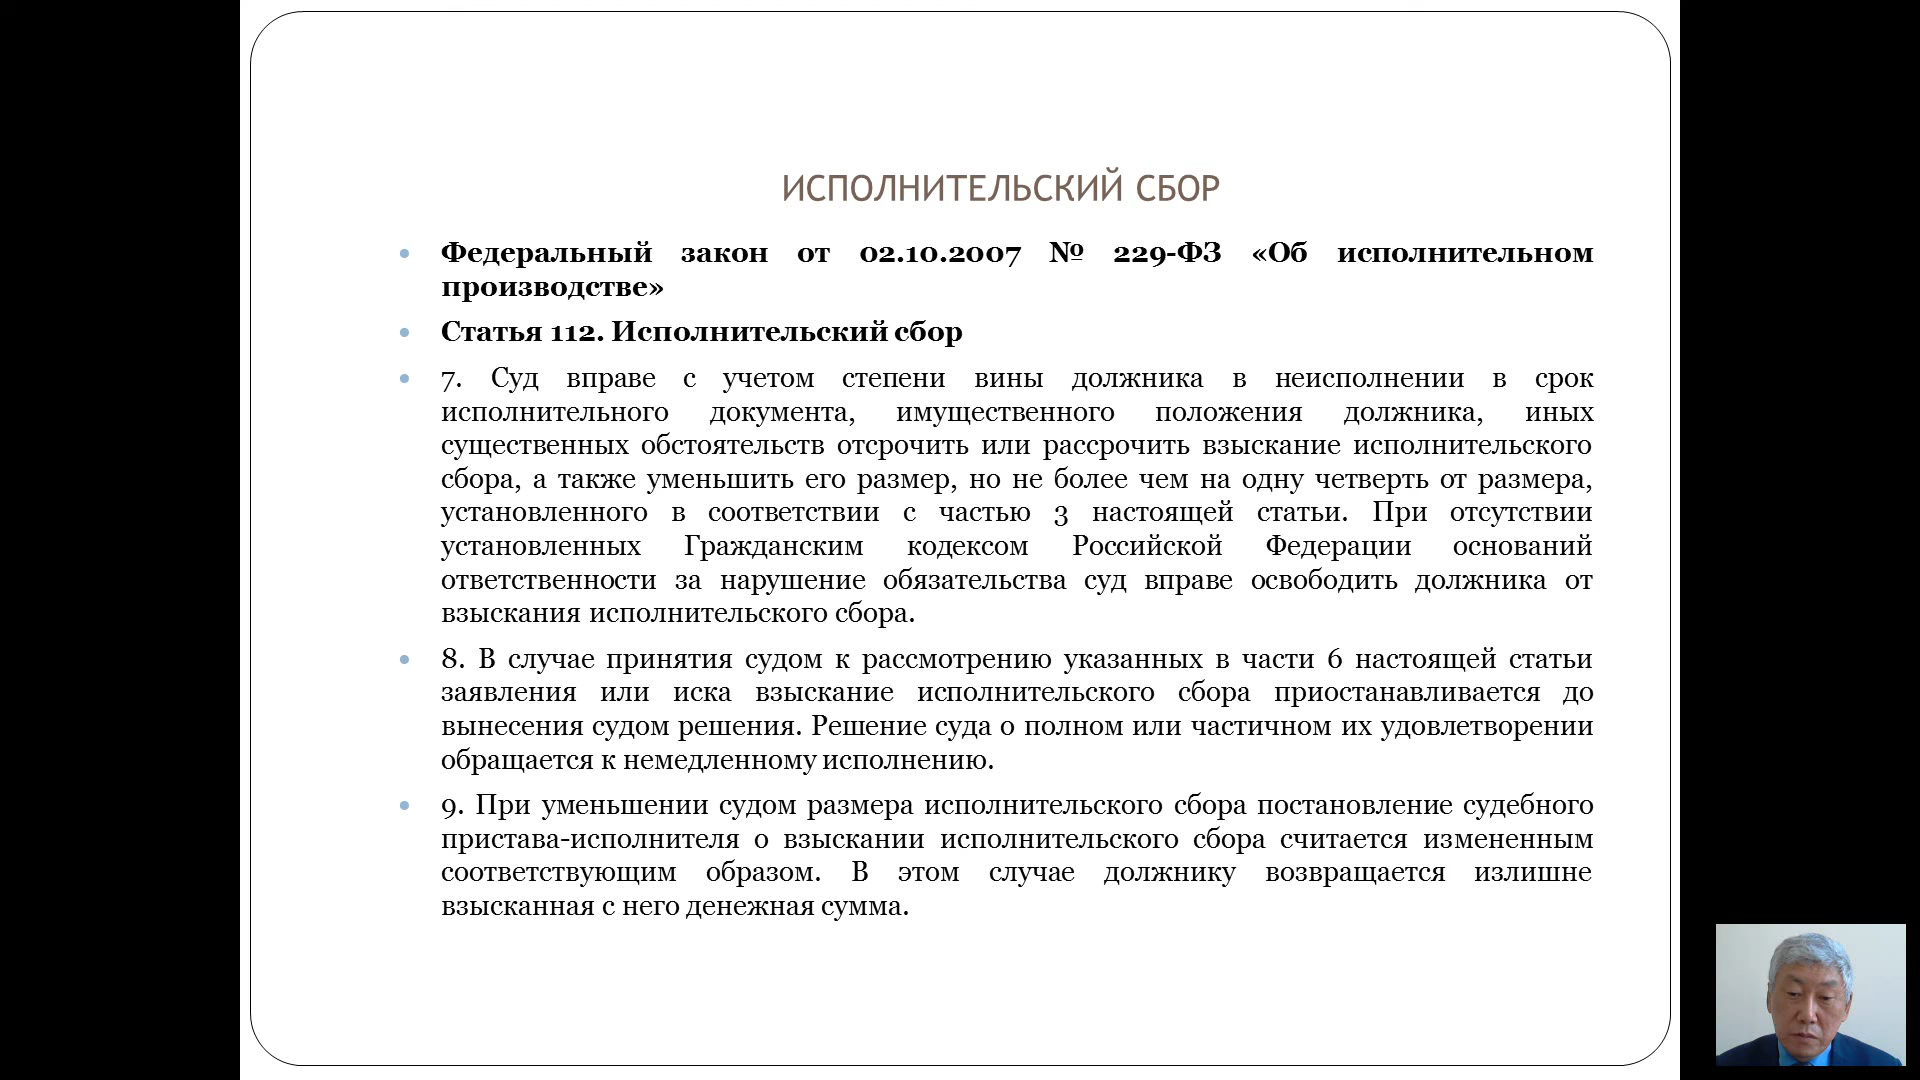 ИСПОЛНИТЕЛЬСКИЙ СБОР
Федеральный закон от 02.10.2007 № 229-ФЗ «Об исполнительном
производстве»
Статья 112. Исполнительский сбор
7. Суд вправе с учетом степени вины должника в неисполнении в срок
исполнительного документа, имущественного положения должника, иных
существенных обстоятельств отсрочить или рассрочить взыскание исполнительского
сбора, а также уменьшить его размер, но не более чем на одну четверть от размера,
установленного в соответствии с частью 3 настоящей статьи. При отсутствии
установленных Гражданским кодексом Российской Федерации оснований
ответственности за нарушение обязательства суд вправе освободить должника от
взыскания исполнительского сбора.
8. В случае принятия судом к рассмотрению указанных в части 6 настоящей статьи
заявления или иска взыскание исполнительского сбора приостанавливается до
вынесения судом решения. Решение суда о полном или частичном их удовлетворении
обращается к немедленному исполнению.
9. При уменьшении судом размера исполнительского сбора постановление судебного
пристава-исполнителя о взыскании исполнительского сбора считается измененным
соответствующим образом. В этом случае должнику возвращается излишне
взысканная с него денежная сумма.